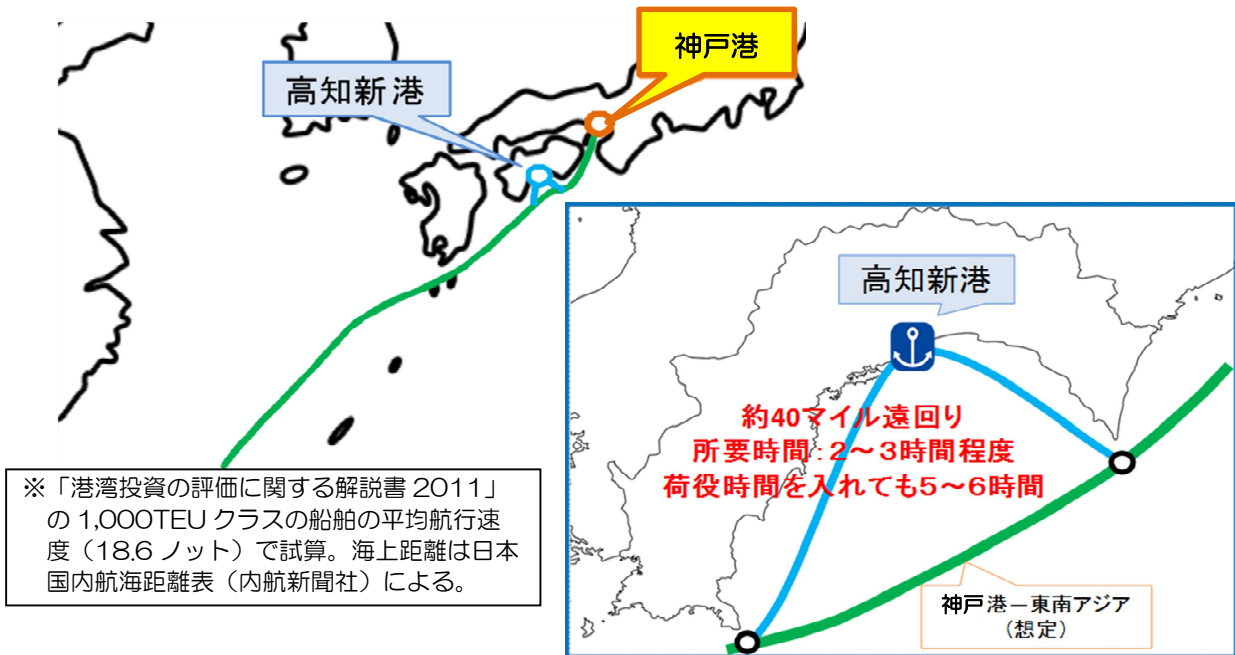 神戸港
高知新港
高知新港
約40マイル遠回り
所要時間：2～3時間程度
荷役時間を入れても5～6時間
※「港湾投資の評価に関する解説書 2011」
の 1,000TEU クラスの船舶の平均航行速
度（18.6 ノット）で試算。海上距離は日本
国内航海距離表（内航新聞社）による。
神戸港－東南アジア
（想定）